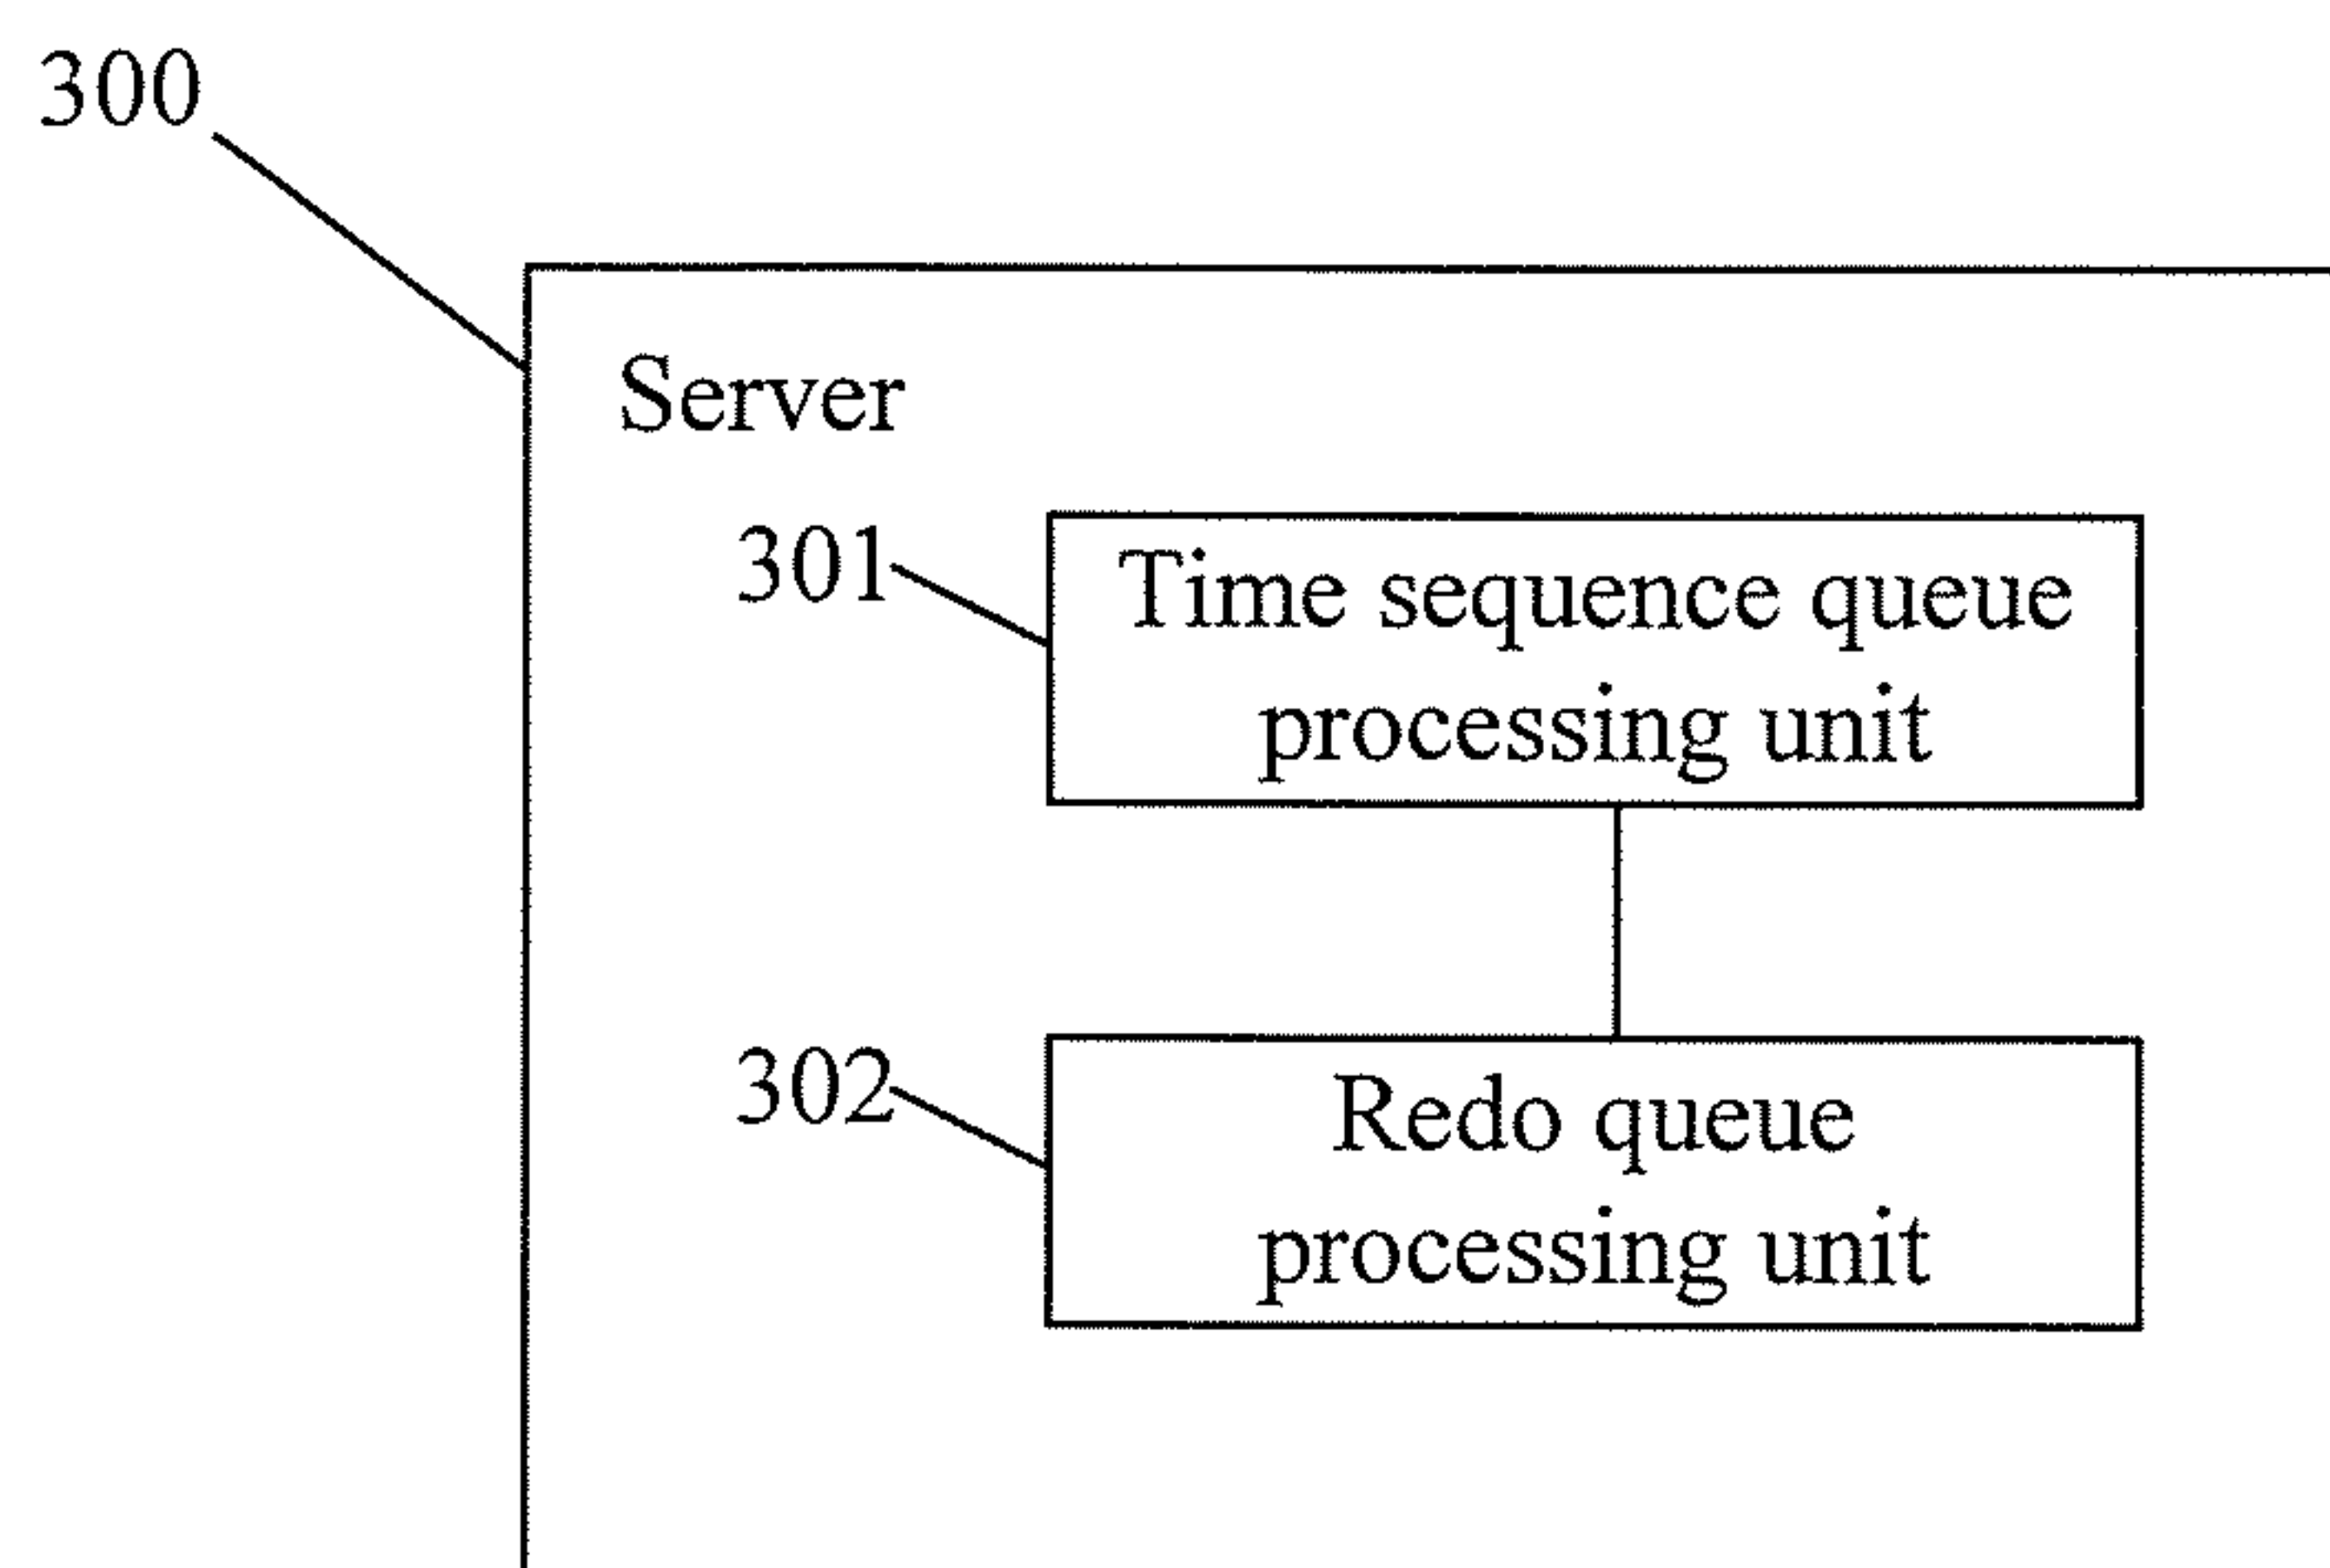 300
Server
301
Time sequence queue
processing unit
302
Redo queue
processing unit